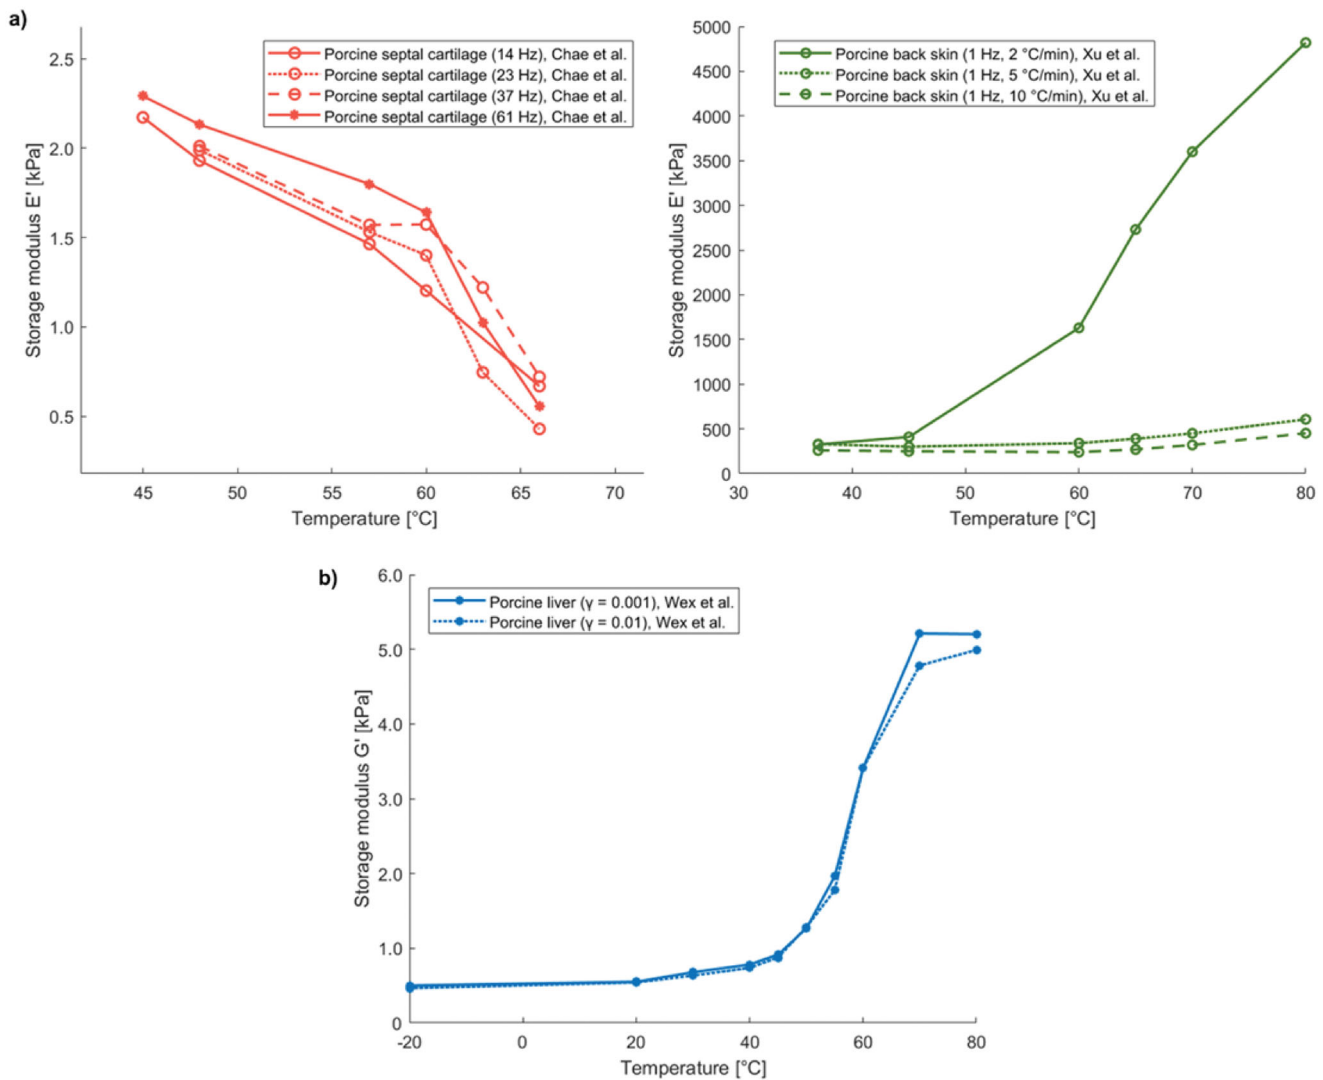 a)
Porcine septal cartilage (14 Hz), Chae et al.
Porcine septal cartilage (23 Hz), Chae et al.
Porcine septal cartilage (37 Hz), Chae et al.
Porcine septal cartilage (61 Hz), Chae et al.
Storage modulus E' [kPa]
2.5
2.0
1.5
1.0
0.5
45 50 55 60 65 70
Temperature [°C]
Porcine back skin (1 Hz, 2 °C/min), Xu et al.
Porcine back skin (1 Hz, 5 °C/min), Xu et al.
Porcine back skin (1 Hz, 10 °C/min), Xu et al.
Storage modulus E' [kPa]
5000
4500
4000
3500
3000
2500
2000
1500
1000
500
0
30 40 50 60 70 80
Temperature [°C]
b)
Porcine liver (γ = 0.001), Wex et al.
Porcine liver (γ = 0.01), Wex et al.
Storage modulus G' [kPa]
6.0
5.0
4.0
3.0
2.0
1.0
0
-20 0 20 40 60 80
Temperature [°C]